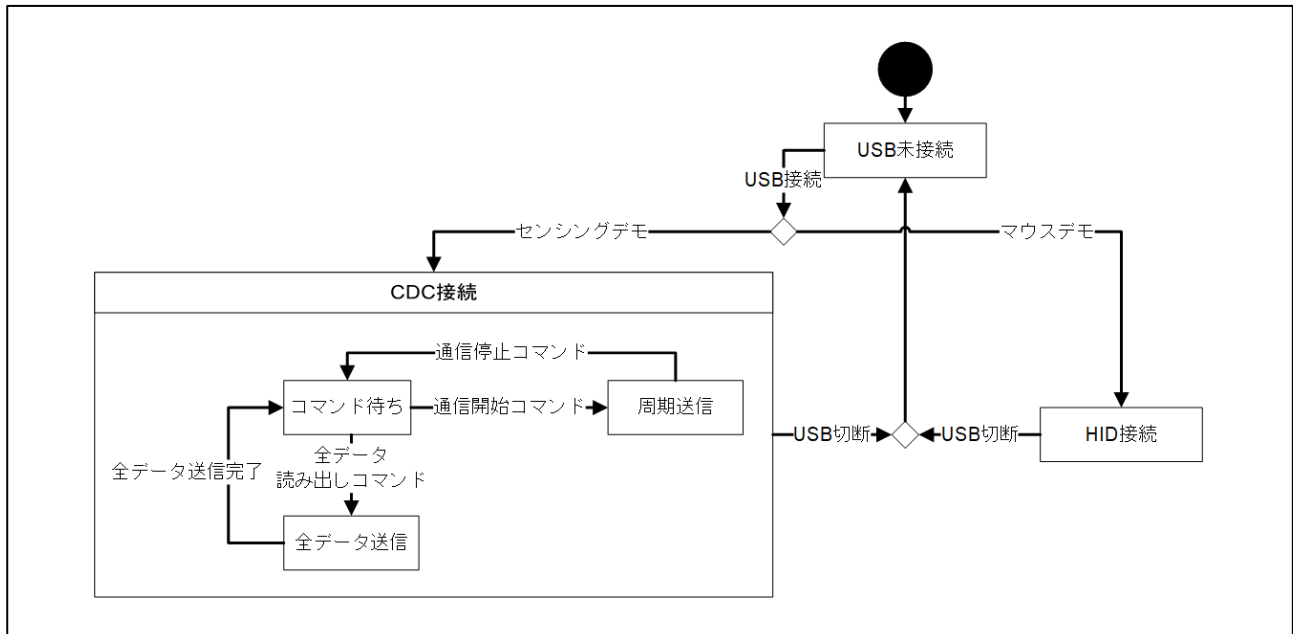 USB未接続
USB接続
センシングデモ
マウスデモ
CDC接続
通信停止コマンド
コマンド待ち
通信開始コマンド
周期送信
USB切断
USB切断
HID接続
全データ
読み出しコマンド
全データ送信完了
全データ送信